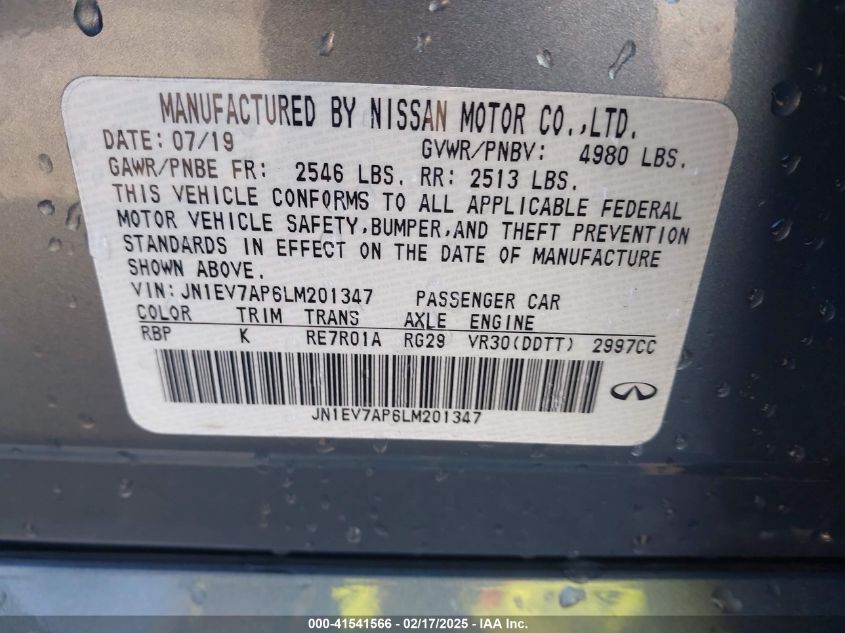 MANUFACTURED BY NISSAN MOTOR CO.,LTD.
DATE: 07/19 GVWR/PNBV: 4980 LBS.
GAWR/PNBE FR: 2546 LBS. RR: 2513 LBS.
THIS VEHICLE CONFORMS TO ALL APPLICABLE FEDERAL
MOTOR VEHICLE SAFETY,BUMPER,AND THEFT PREVENTION
STANDARDS IN EFFECT ON THE DATE OF MANUFACTURE
SHOWN ABOVE.
VIN: JN1EV7AP6LM201347 PASSENGER CAR
COLOR TRIM TRANS AXLE ENGINE
RBP K RE7R01A RG29 VR30(DDTT) 2997CC
JN1EV7AP6LM201347
000-41541566 - 02/17/2025 - IAA Inc.